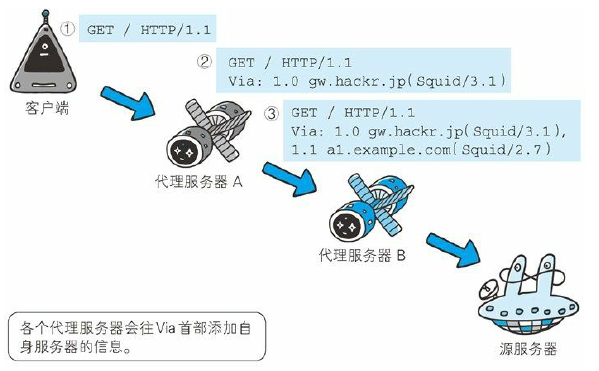 ① GET / HTTP/1.1
② GET / HTTP/1.1
Via: 1.0 gw.hackr.jp(Squid/3.1)
客户端
③ GET / HTTP/1.1
Via: 1.0 gw.hackr.jp(Squid/3.1),
1.1 a1.example.com(Squid/2.7)
代理服务器 A
代理服务器 B
各个代理服务器会往Via首部添加自
身服务器的信息。
源服务器